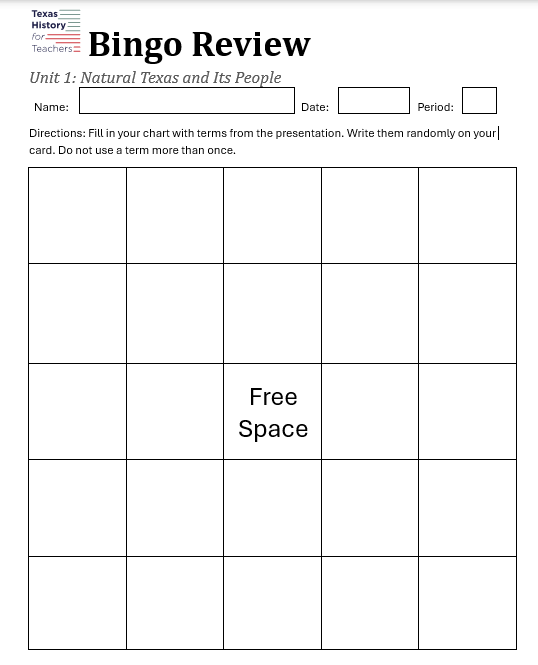 Texas
History
for
Teachers
Bingo Review
Unit 1: Natural Texas and Its People
Name: Date: Period:
Directions: Fill in your chart with terms from the presentation. Write them randomly on your
card. Do not use a term more than once.
Free
Space